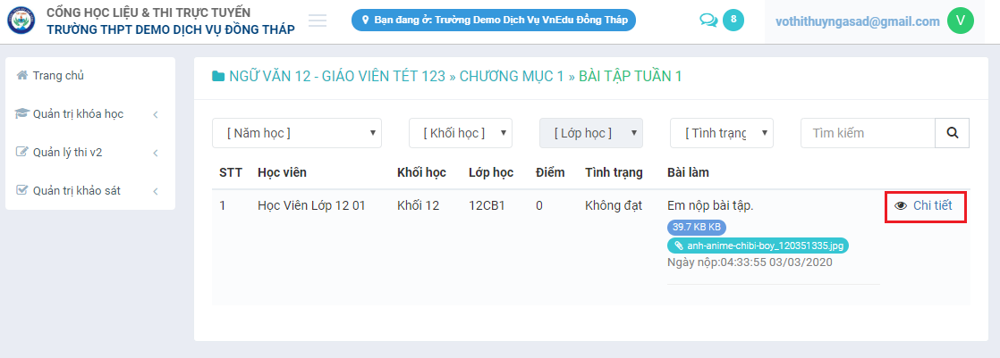 CỔNG HỌC LIỆU & THI TRỰC TUYẾN
TRƯỜNG THPT DEMO DỊCH VỤ ĐỒNG THÁP
Bạn đang ở: Trường Demo Dịch Vụ VnEdu Đồng Tháp
8
vothithuyngasad@gmail.com V
Trang chủ
Quản trị khóa học
Quản lý thi v2
Quản trị khảo sát
NGỮ VĂN 12 - GIÁO VIÊN TÉT 123 » CHƯƠNG MỤC 1 » BÀI TẬP TUẦN 1
[ Năm học ] [ Khối học ] [ Lớp học ] [ Tình trạng Tìm kiếm
STT Học viên Khối học Lớp học Điểm Tình trạng Bài làm
1 Học Viên Lớp 12 01 Khối 12 12CB1 0 Không đạt Em nộp bài tập. Chi tiết
39.7 KB KB
anh-anime-chibi-boy_120351335.jpg
Ngày nộp:04:33:55 03/03/2020